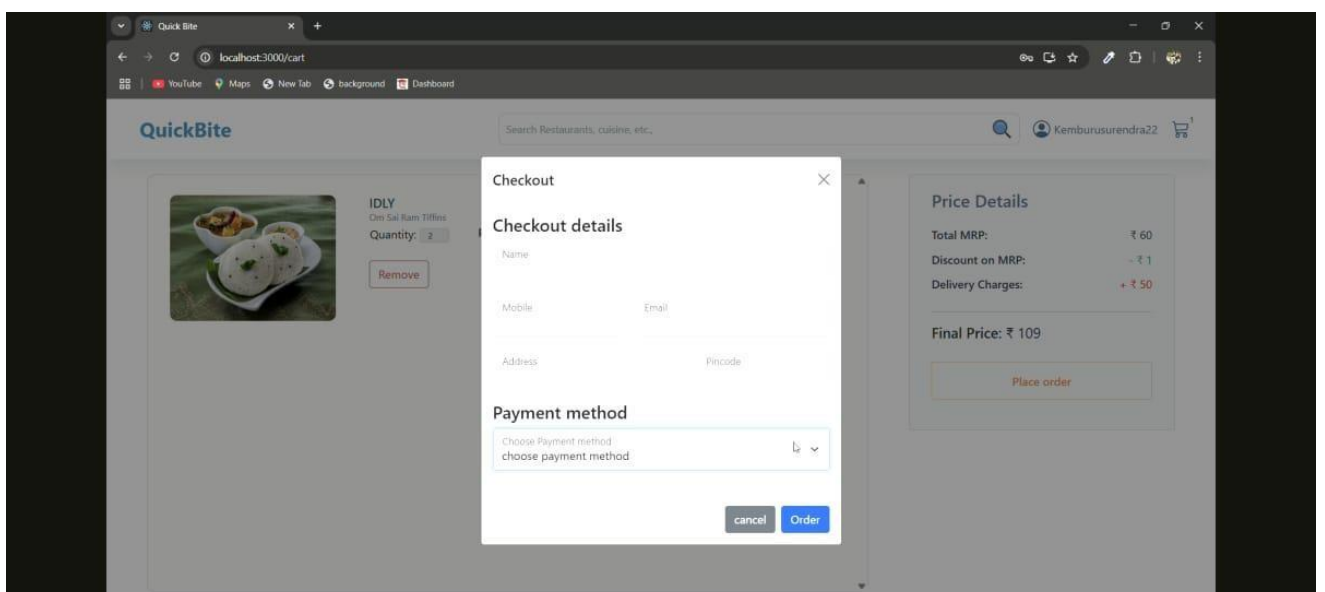 Quick Bite
localhost:3000/cart
YouTube Maps New Tab background Dashboard
QuickBite
Search Restaurants, cuisine, etc.,
Kemburusurendra22
1
IDLY
Om Sai Ram Tiffins
Quantity: 2
Remove
Checkout
Checkout details
Name
Mobile Email
Address Pincode
Payment method
Choose Payment method
choose payment method
cancel Order
Price Details
Total MRP: ₹ 60
Discount on MRP: - ₹ 1
Delivery Charges: + ₹ 50
Final Price: ₹ 109
Place order